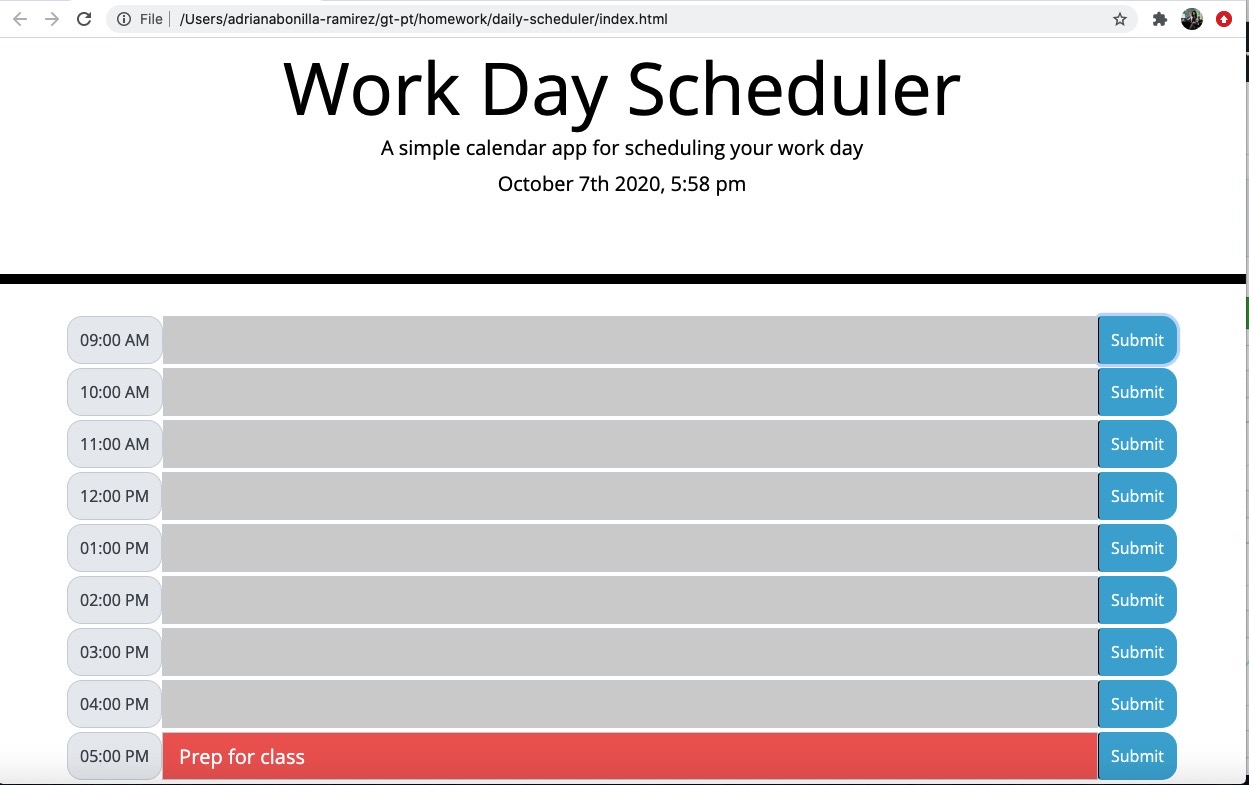 File /Users/adrianabonilla-ramirez/gt-pt/homework/daily-scheduler/index.html
Work Day Scheduler
A simple calendar app for scheduling your work day
October 7th 2020, 5:58 pm
09:00 AM Submit
10:00 AM Submit
11:00 AM Submit
12:00 PM Submit
01:00 PM Submit
02:00 PM Submit
03:00 PM Submit
04:00 PM Submit
05:00 PM Prep for class Submit